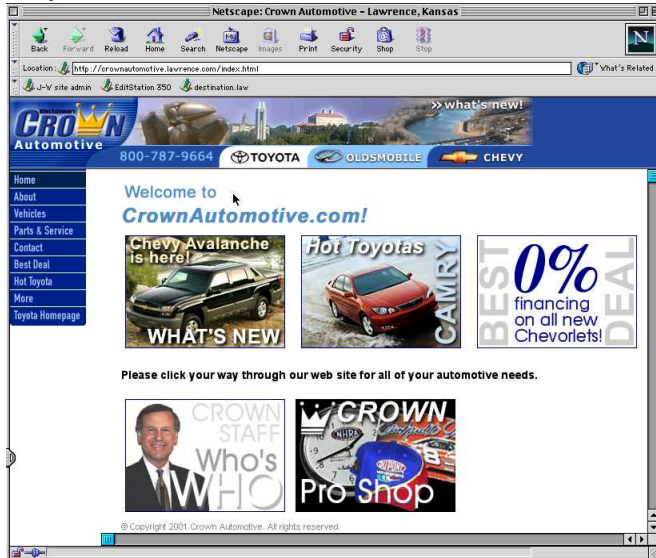 Netscape: Crown Automotive - Lawrence, Kansas
Back Forward Reload Home Search Netscape Images Print Security Shop Stop
N
Location: http://crownautomotive.lawrence.com/index.html What's Related
J-W site admin EditStation 350 destination.law
CROWN
Automotive
>> what's new!
800-787-9664 TOYOTA OLDSMOBILE CHEVY
Home
About
Vehicles
Parts & Service
Contact
Best Deal
Hot Toyota
More
Toyota Homepage
Welcome to
CrownAutomotive.com!
Chevy Avalanche
is here!
WHAT'S NEW
Hot Toyotas
CAMRY
BEST
0%
financing
on all new
Chevorlets!
DEAL
Please click your way through our web site for all of your automotive needs.
CROWN
STAFF
Who's
WHO
CROWN
NHRA
DUPONT
8
Pro Shop
© Copyright 2001 Crown Automotive. All rights reserved.